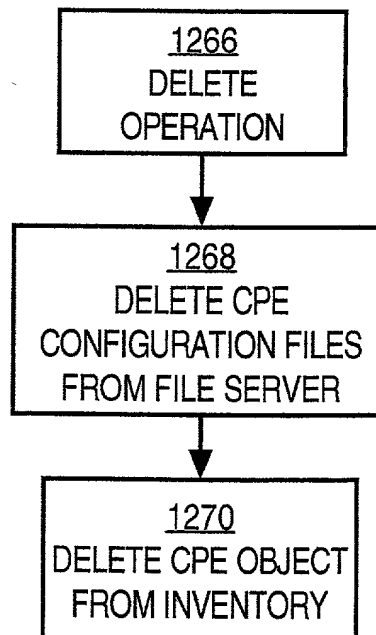 1266
DELETE
OPERATION
1268
DELETE CPE
CONFIGURATION FILES
FROM FILE SERVER
1270
DELETE CPE OBJECT
FROM INVENTORY